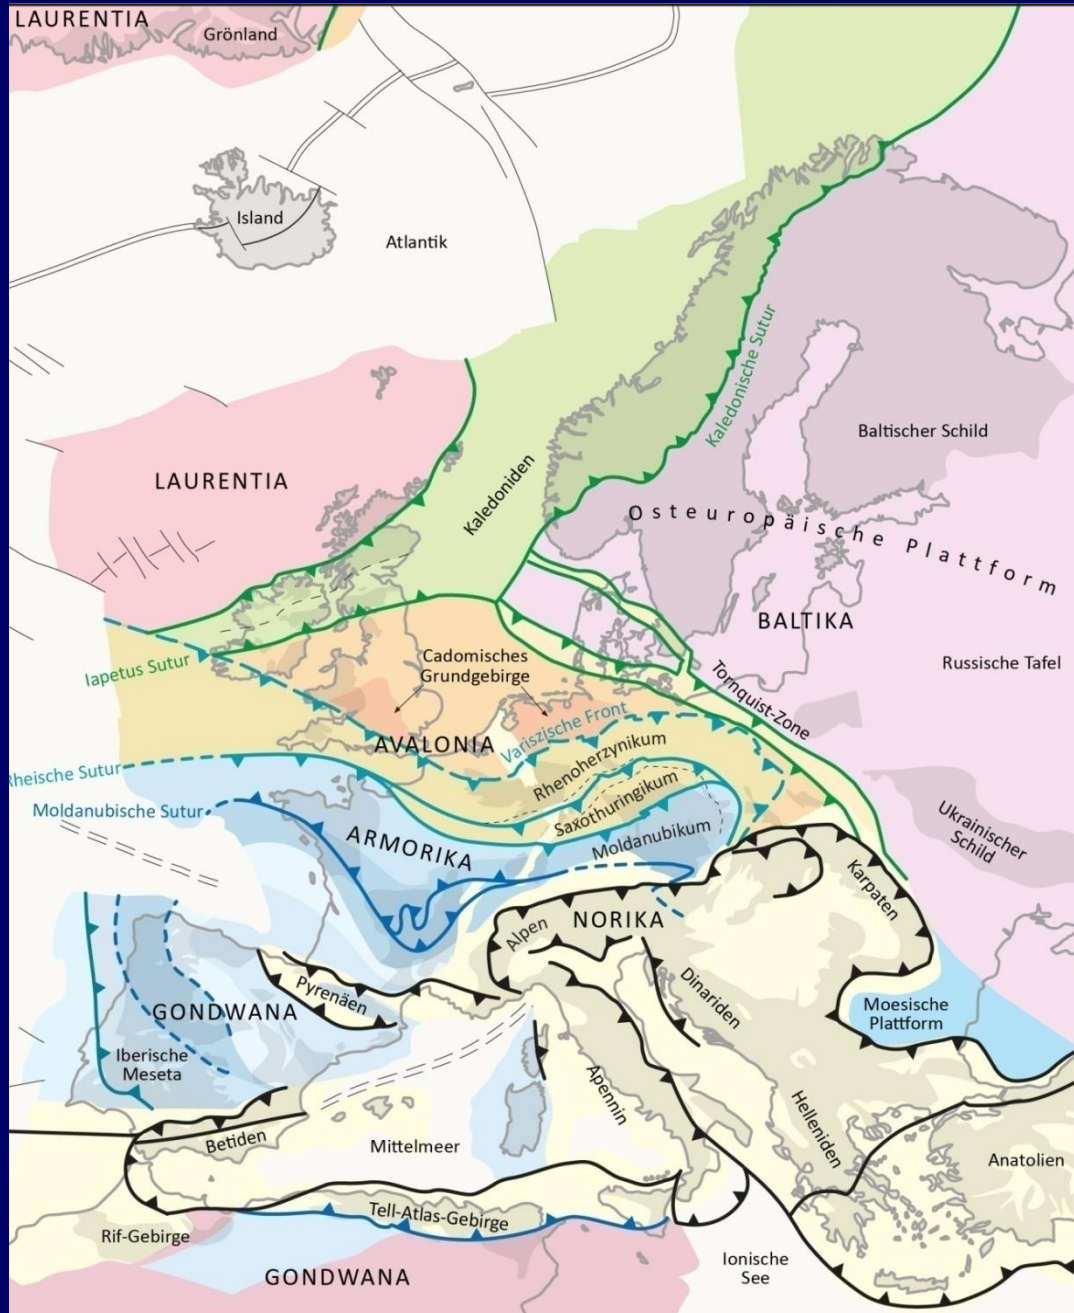 LAURENTIA
Grönland
Island
Atlantik
Kaledonische Sutur
Baltischer Schild
LAURENTIA
Kaledoniden
Osteuropäische Plattform
BALTIKA
Iapetus Sutur
Cadomisches
Grundgebirge
Russische Tafel
Tornquist-Zone
Variszische Front
AVALONIA
Rheische Sutur
Rhenoherzynikum
Moldanubische Sutur
Saxothuringikum
ARMORIKA
Moldanubikum
Ukrainischer
Schild
Karpaten
NORIKA
Alpen
Pyrenäen
Dinariden
GONDWANA
Moesische
Plattform
Iberische
Meseta
Apennin
Helleniden
Betiden
Mittelmeer
Anatolien
Tell-Atlas-Gebirge
Rif-Gebirge
Ionische
See
GONDWANA